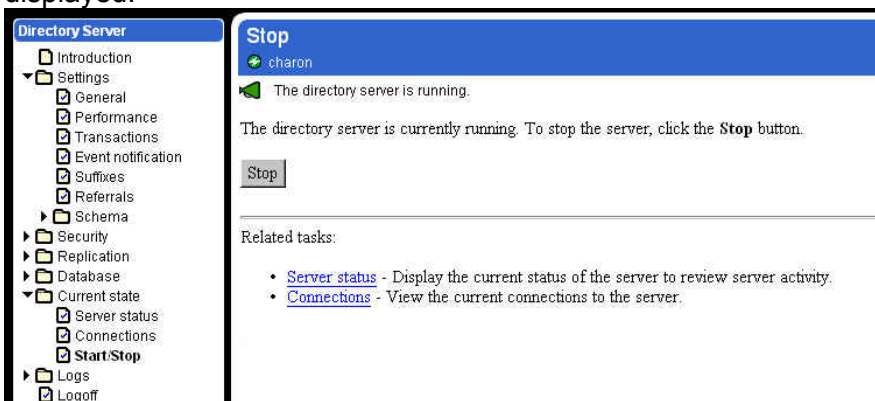 displayed.
Directory Server
Introduction
Settings
General
Performance
Transactions
Event notification
Suffixes
Referrals
Schema
Security
Replication
Database
Current state
Server status
Connections
Start/Stop
Logs
Logoff
Stop
charon
The directory server is running.
The directory server is currently running. To stop the server, click the Stop button.
Stop
Related tasks:
• Server status - Display the current status of the server to review server activity.
• Connections - View the current connections to the server.